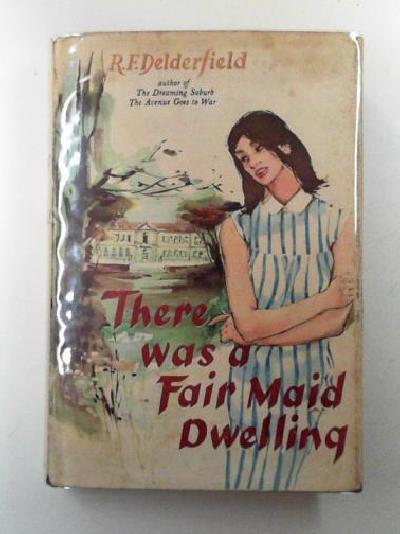 R.F. Delderfield
author of
The Dreaming Suburb
The Avenue Goes to War
There
was a
Fair Maid
Dwelling